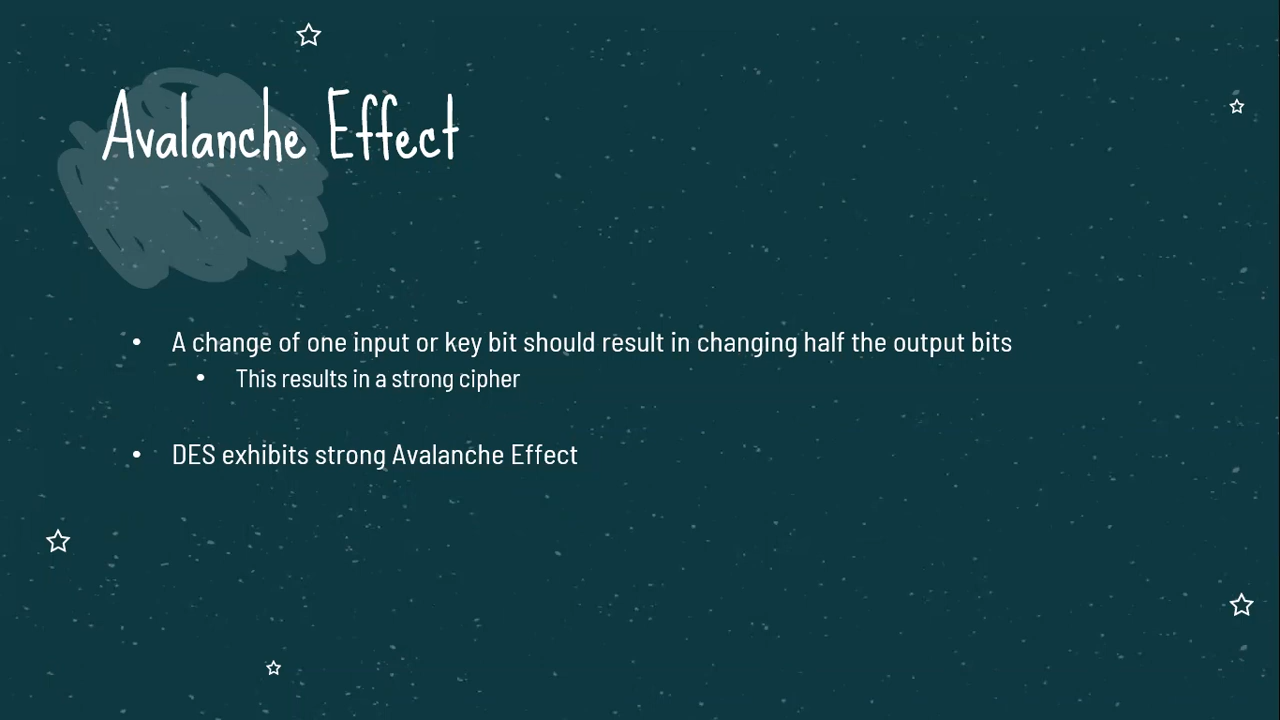 Avalanche Effect
• A change of one input or key bit should result in changing half the output bits
• This results in a strong cipher
• DES exhibits strong Avalanche Effect